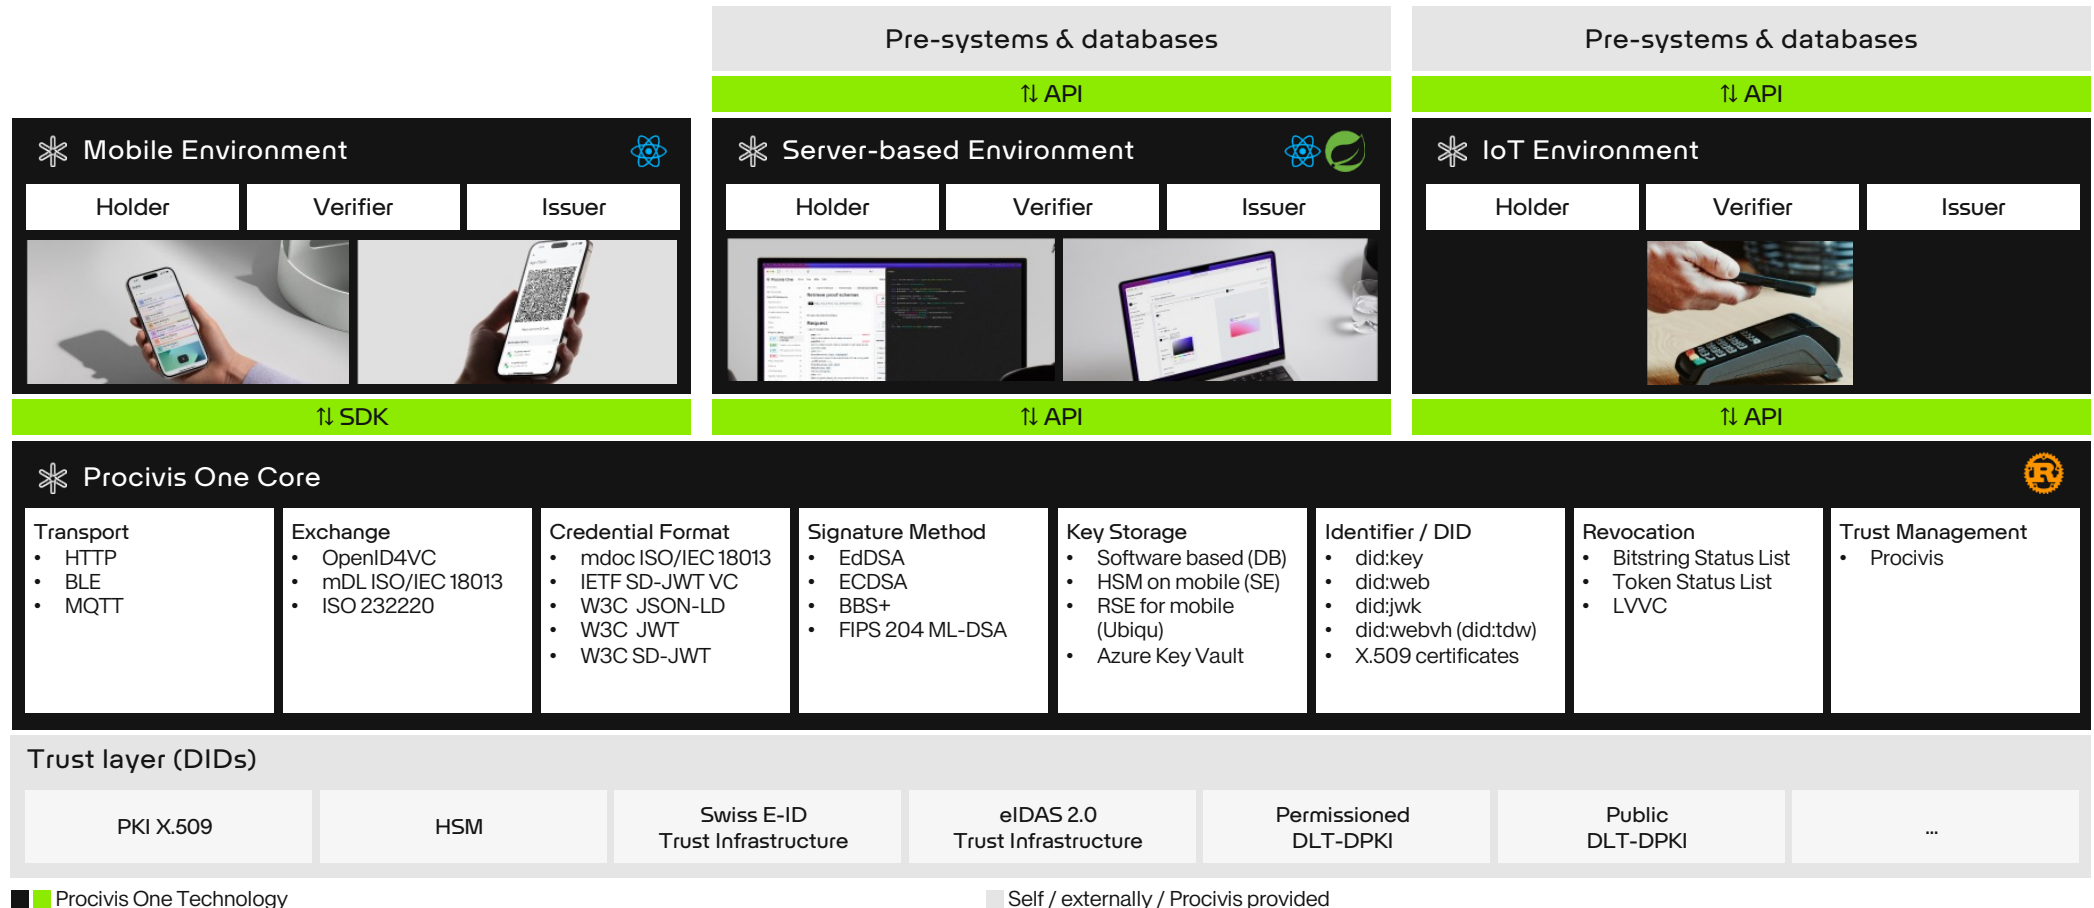 Pre-systems & databases
Pre-systems & databases
⇅ API
⇅ API
Mobile Environment
Server-based Environment
IoT Environment
Holder
Verifier
Issuer
Holder
Verifier
Issuer
Holder
Verifier
Issuer
Retrieve proof schemas
Request
⇅ SDK
⇅ API
⇅ API
Procivis One Core
Transport
• HTTP
• BLE
• MQTT
Exchange
• OpenID4VC
• mDL ISO/IEC 18013
• ISO 232220
Credential Format
• mdoc ISO/IEC 18013
• IETF SD-JWT VC
• W3C JSON-LD
• W3C JWT
• W3C SD-JWT
Signature Method
• EdDSA
• ECDSA
• BBS+
• FIPS 204 ML-DSA
Key Storage
• Software based (DB)
• HSM on mobile (SE)
• RSE for mobile
(Ubiqu)
• Azure Key Vault
Identifier / DID
• did:key
• did:web
• did:jwk
• did:webvh (did:tdw)
• X.509 certificates
Revocation
• Bitstring Status List
• Token Status List
• LVVC
Trust Management
• Procivis
Trust layer (DIDs)
PKI X.509
HSM
Swiss E-ID
Trust Infrastructure
eIDAS 2.0
Trust Infrastructure
Permissioned
DLT-DPKI
Public
DLT-DPKI
...
Procivis One Technology
Self / externally / Procivis provided